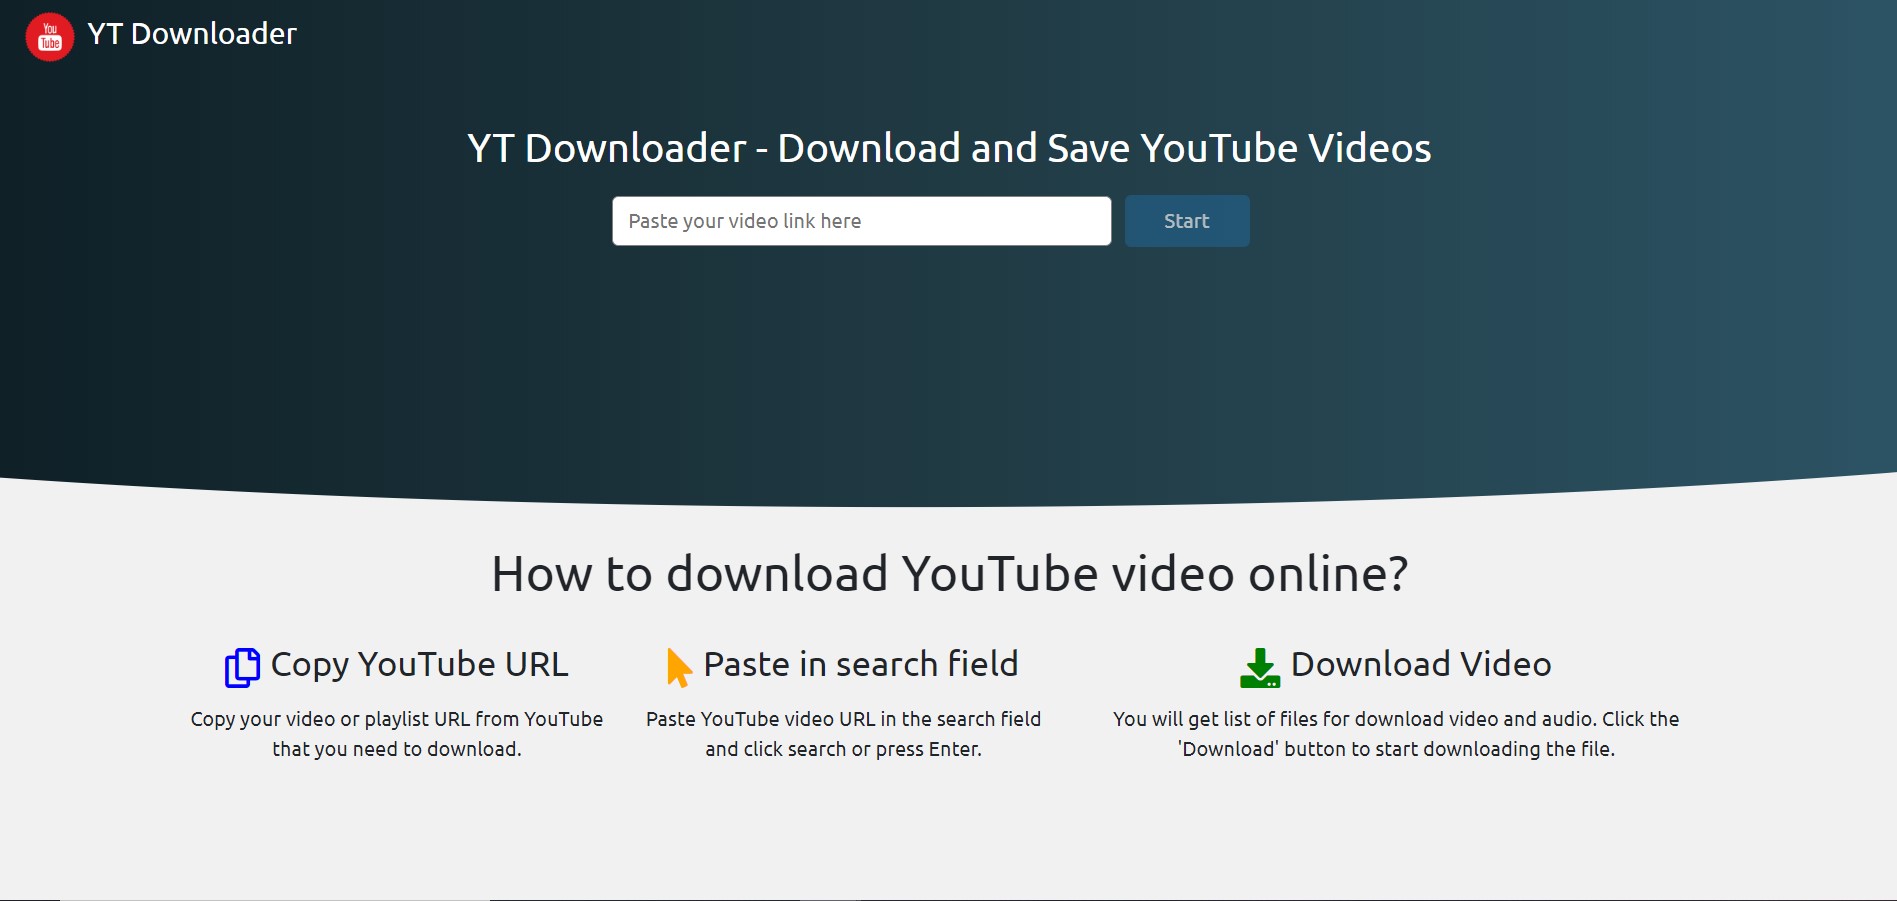 You
Tube
YT Downloader
YT Downloader - Download and Save YouTube Videos
Paste your video link here
Start
How to download YouTube video online?
Copy YouTube URL
Copy your video or playlist URL from YouTube
that you need to download.
Paste in search field
Paste YouTube video URL in the search field
and click search or press Enter.
Download Video
You will get list of files for download video and audio. Click the
'Download' button to start downloading the file.